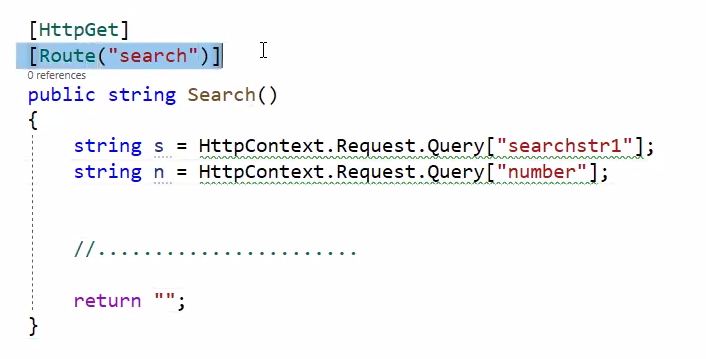 [HttpGet]
[Route("search")]
0 references
public string Search()
{
string s = HttpContext.Request.Query["searchstr1"];
string n = HttpContext.Request.Query["number"];
//.......................
return "";
}